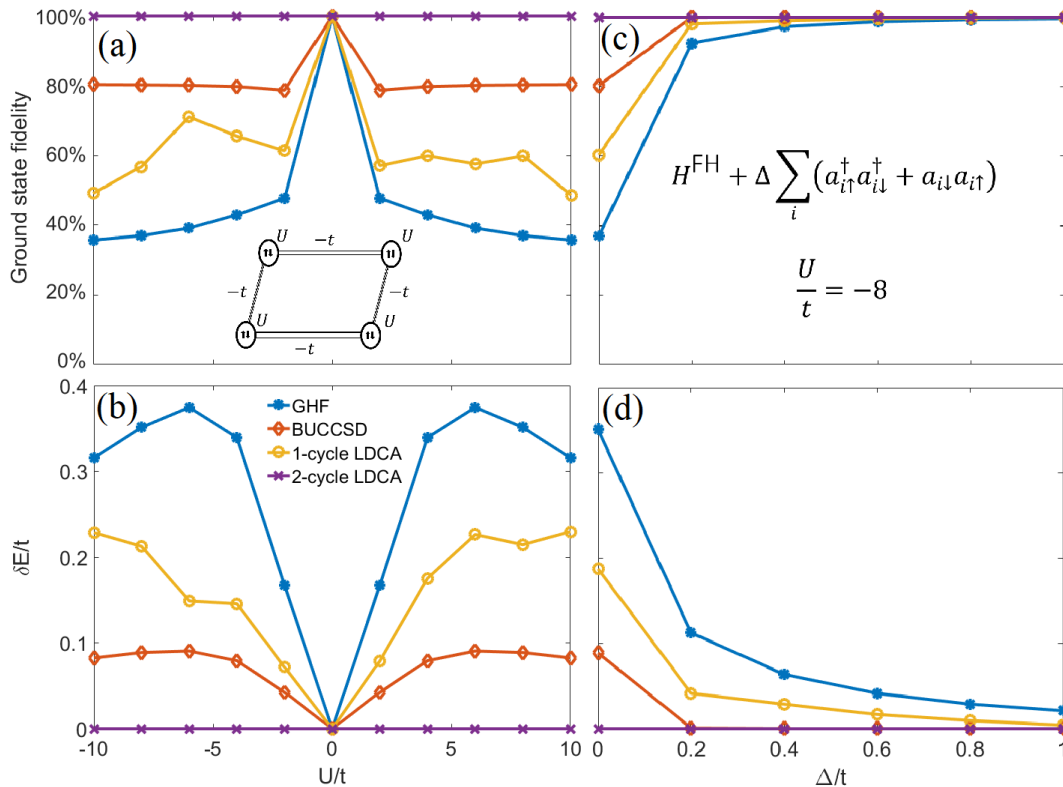 (a)
(c)
Ground state fidelity
100%
80%
60%
40%
20%
0%
U
−t
U
−t
−t
U
U
−t
H^FH + Δ ∑_i (a†_i↑ a†_i↓ + a_i↓ a_i↑)
U/t = −8
(b)
(d)
GHF
BUCCSD
1-cycle LDCA
2-cycle LDCA
δE/t
0.4
0.3
0.2
0.1
0
-10
-5
0
5
10
U/t
0
0.2
0.4
0.6
0.8
1
Δ/t